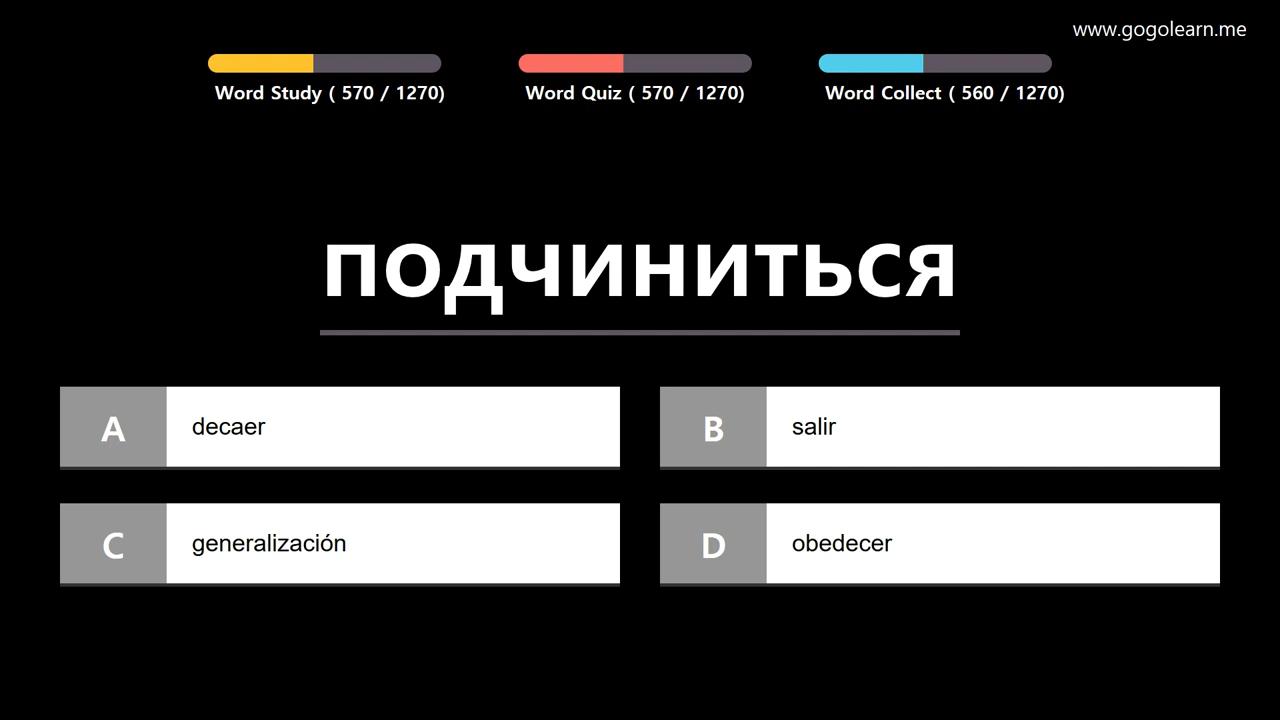 www.gogolearn.me
Word Study ( 570 / 1270)
Word Quiz ( 570 / 1270)
Word Collect ( 560 / 1270)
ПОДЧИНИТЬСЯ
A decaer
B salir
C generalización
D obedecer